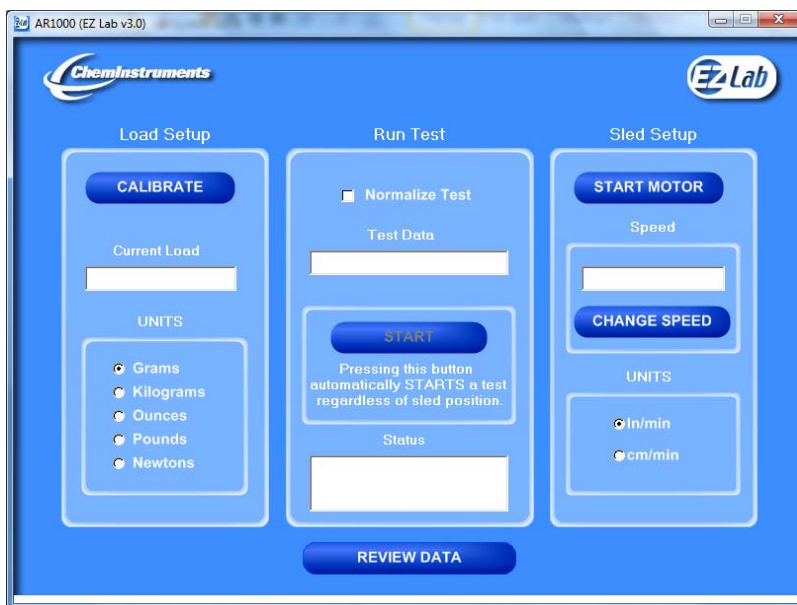 AR1000 (EZ Lab v3.0)
ChemInstruments
EZ Lab
Load Setup
CALIBRATE
Current Load
UNITS
Grams
Kilograms
Ounces
Pounds
Newtons
Run Test
Normalize Test
Test Data
START
Pressing this button
automatically STARTS a test
regardless of sled position.
Status
Sled Setup
START MOTOR
Speed
CHANGE SPEED
UNITS
In/min
cm/min
REVIEW DATA